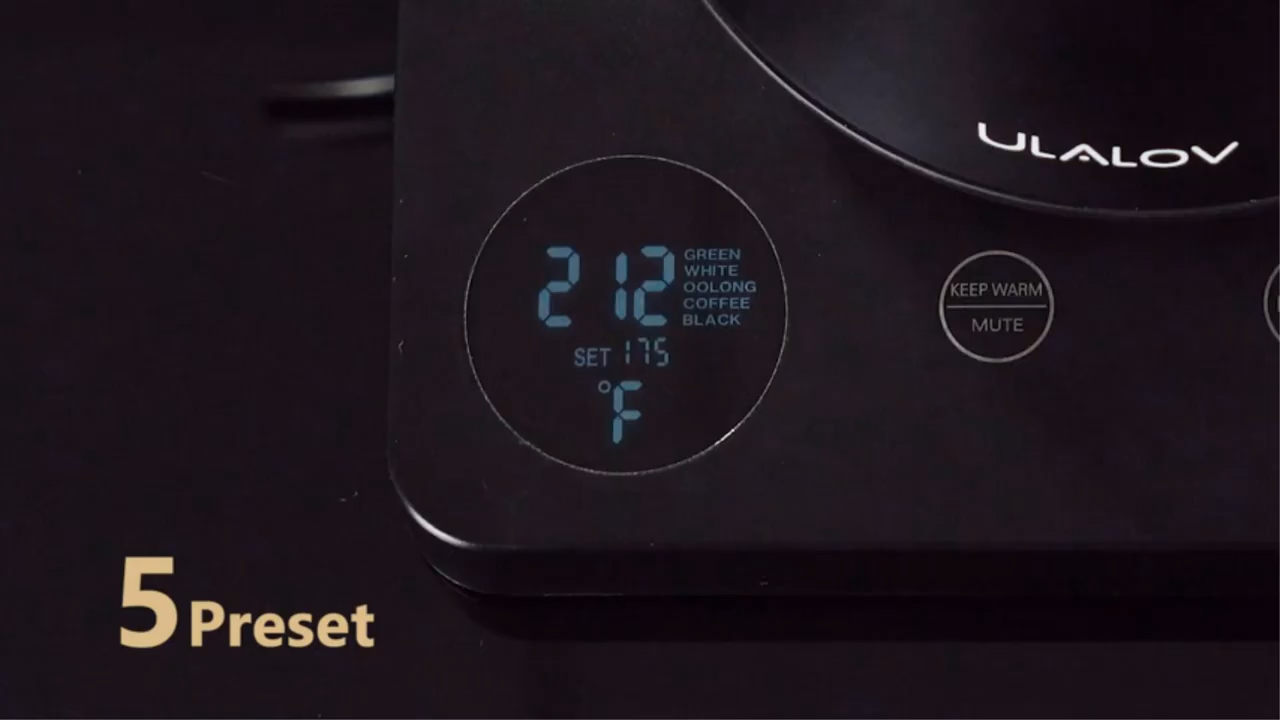 ULALOV
212
GREEN
WHITE
OOLONG
COFFEE
BLACK
SET 175
°F
KEEP WARM
MUTE
5 Preset